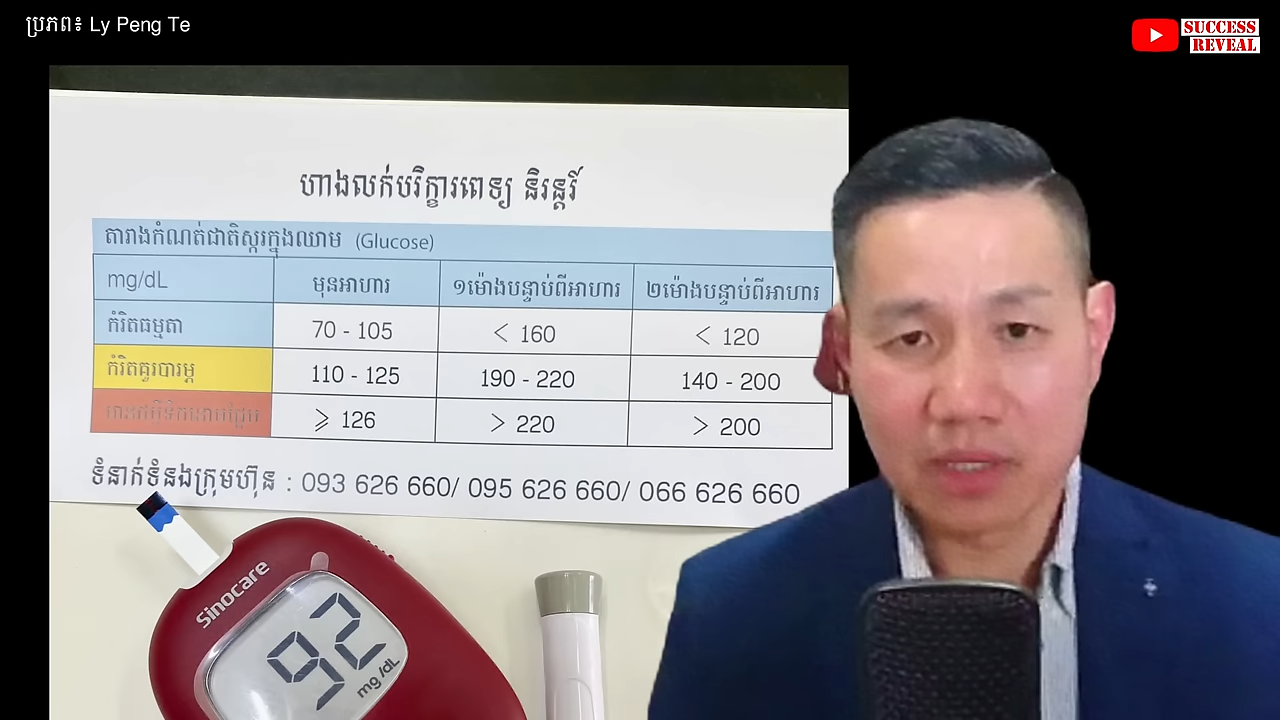 ប្រភព៖ Ly Peng Te
SUCCESS
REVEAL
ហាងលក់បរិក្ខារពេទ្យ និរន្តរ៍
តារាងកំណត់ជាតិស្ករក្នុងឈាម (Glucose)
mg/dL មុនអាហារ ១ម៉ោងបន្ទាប់ពីអាហារ ២ម៉ោងបន្ទាប់ពីអាហារ
កំរិតធម្មតា 70 - 105 < 160 < 120
កំរិតគួរបារម្ភ 110 - 125 190 - 220 140 - 200
⩾ 126 > 220 > 200
ទំនាក់ទំនងក្រុមហ៊ុន : 093 626 660/ 095 626 660/ 066 626 660
Sinocare
92
mg/dL